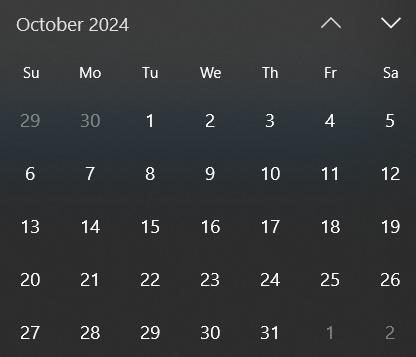 October 2024
Su Mo Tu We Th Fr Sa
29 30 1 2 3 4 5
6 7 8 9 10 11 12
13 14 15 16 17 18 19
20 21 22 23 24 25 26
27 28 29 30 31 1 2